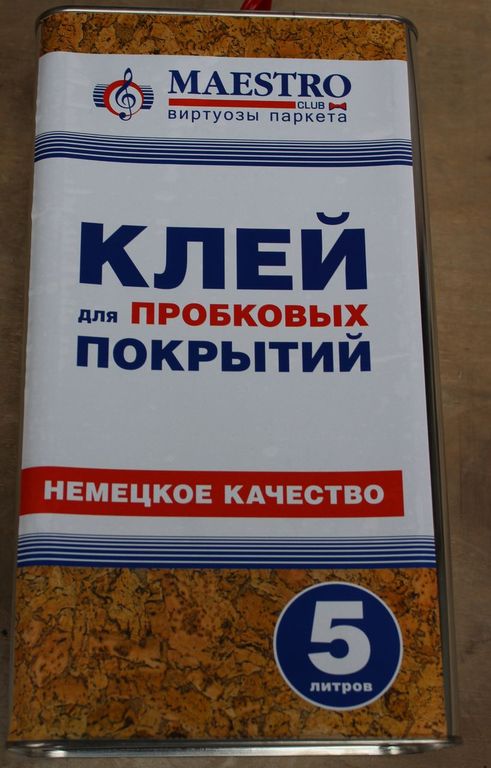 MAESTRO
CLUB
виртуозы паркета
КЛЕЙ
для ПРОБКОВЫХ
ПОКРЫТИЙ
НЕМЕЦКОЕ КАЧЕСТВО
5
ЛИТРОВ